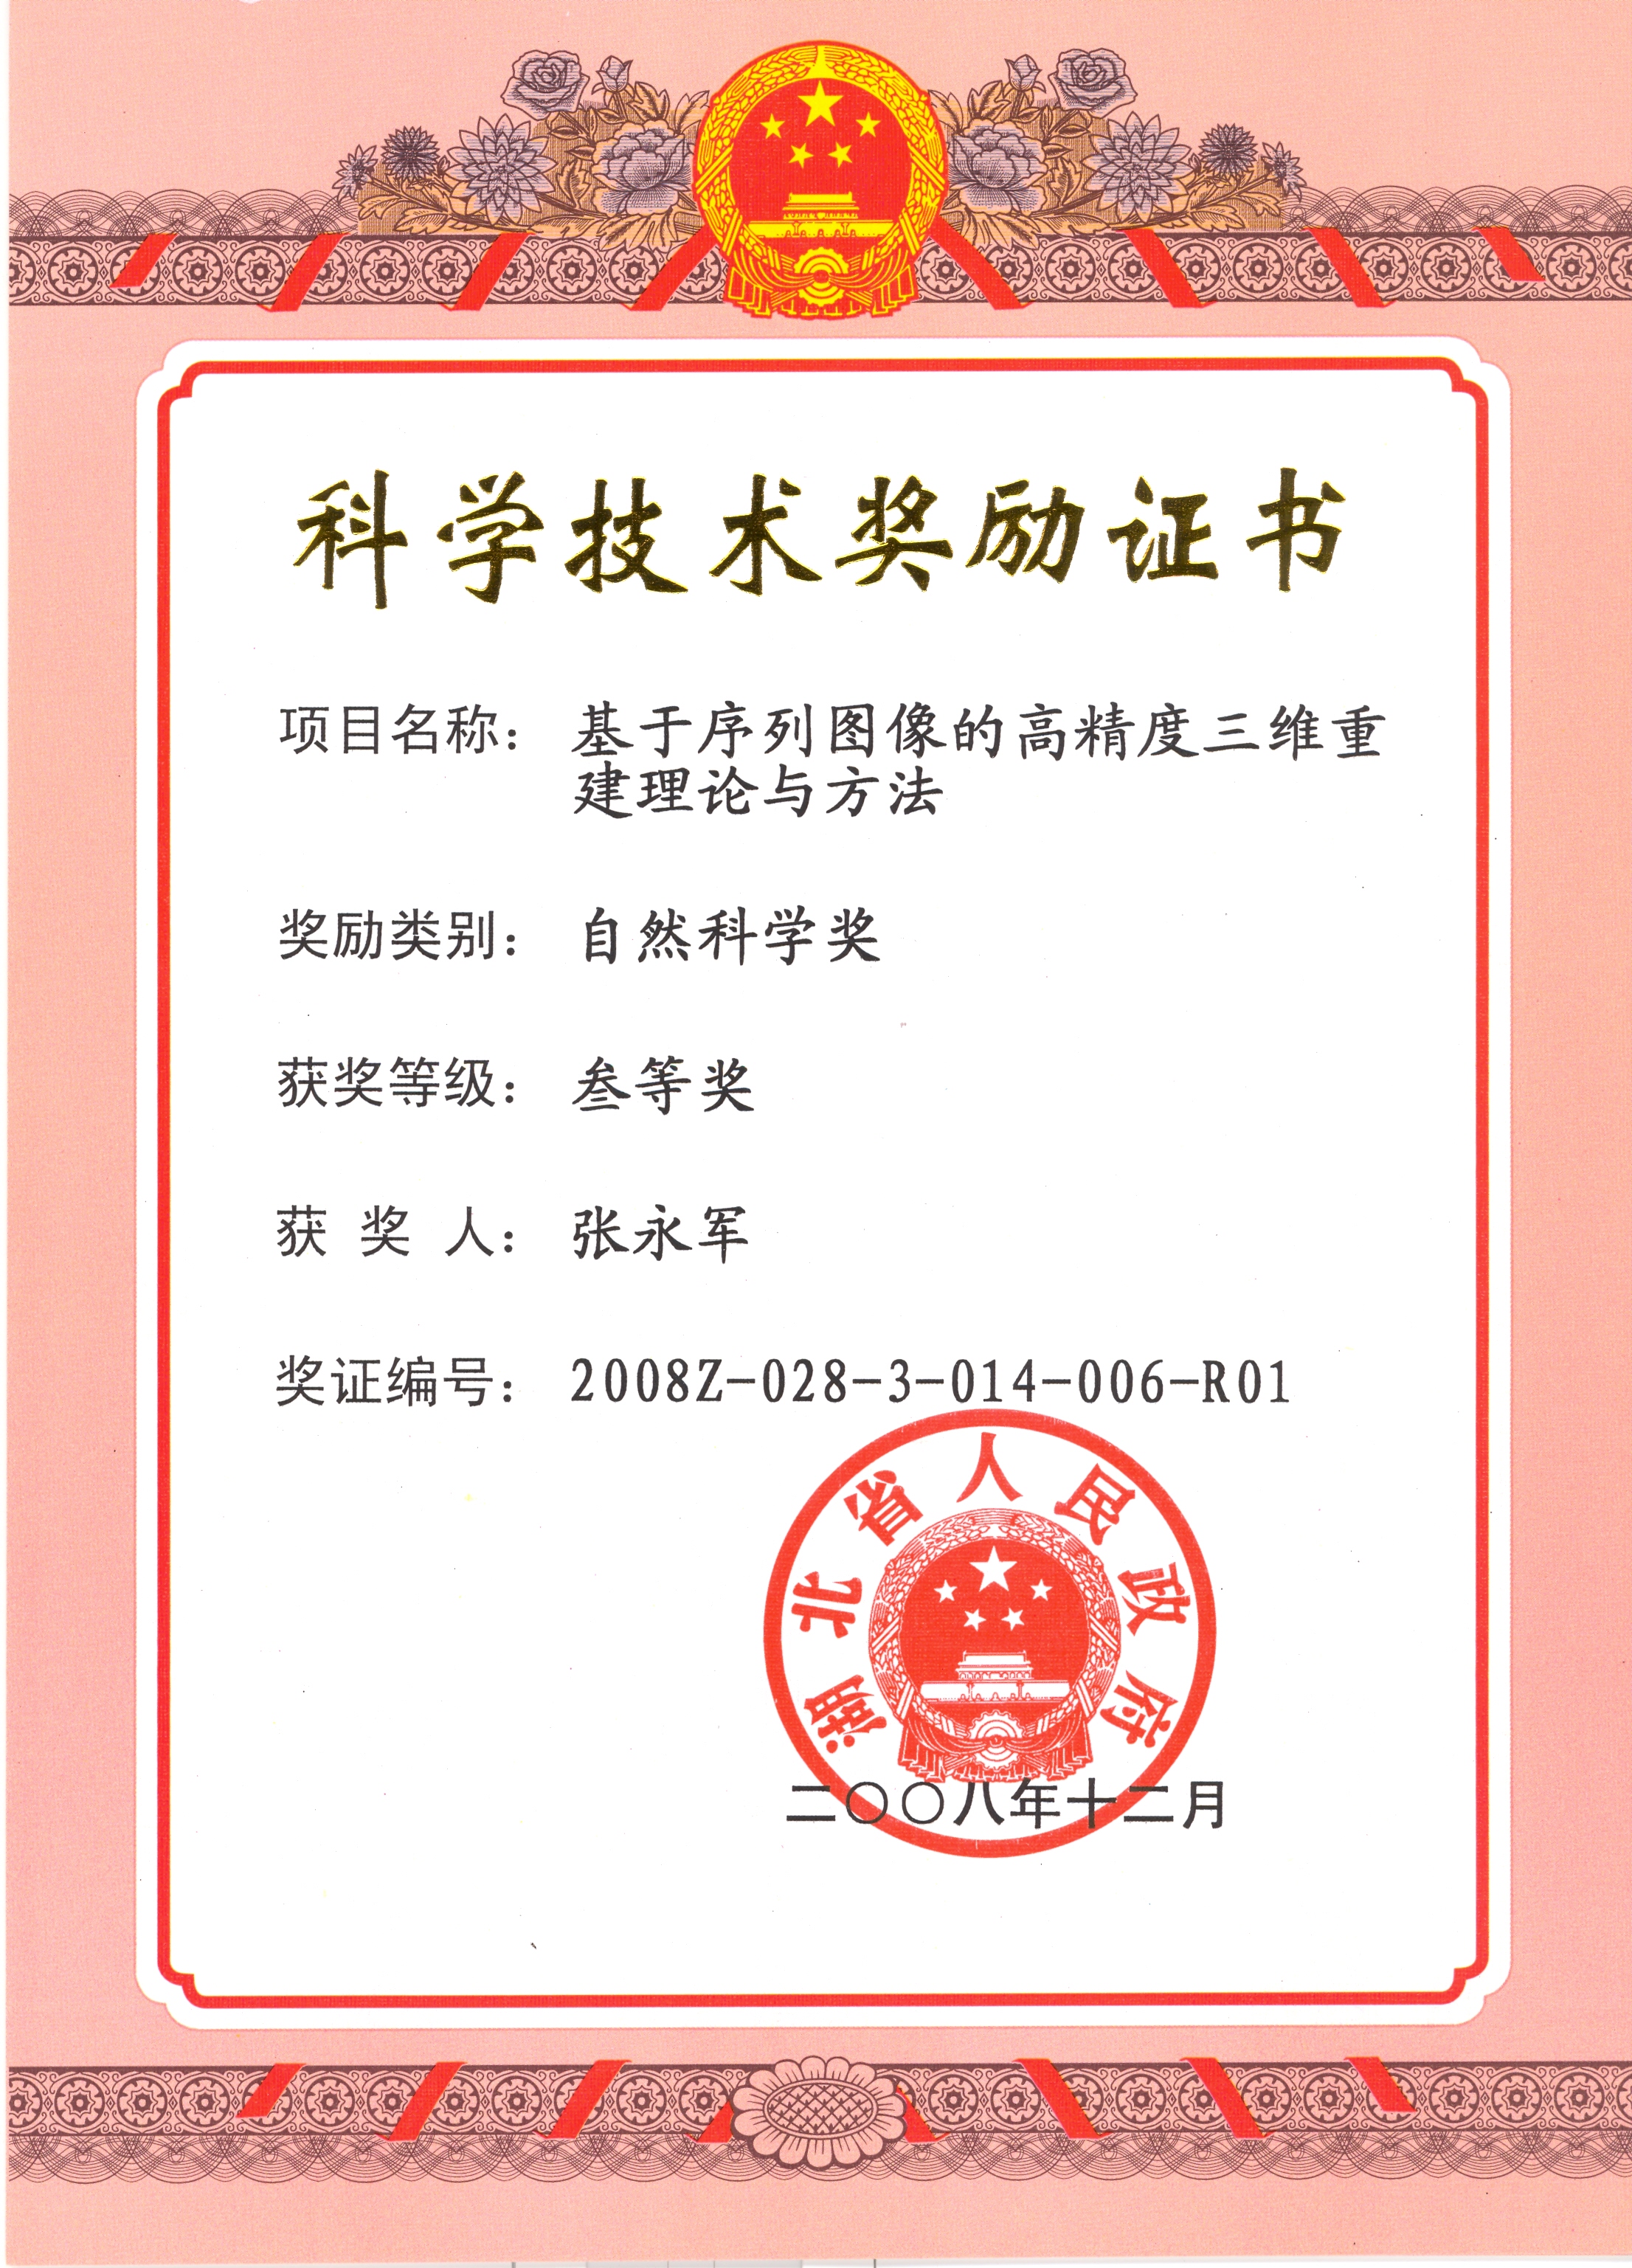 科学技术奖励证书
项目名称： 基于序列图像的高精度三维重
建理论与方法
奖励类别： 自然科学奖
获奖等级： 叁等奖
获 奖 人： 张永军
奖证编号： 2008Z-028-3-014-006-R01
湖北省人民政府
二〇〇八年十二月